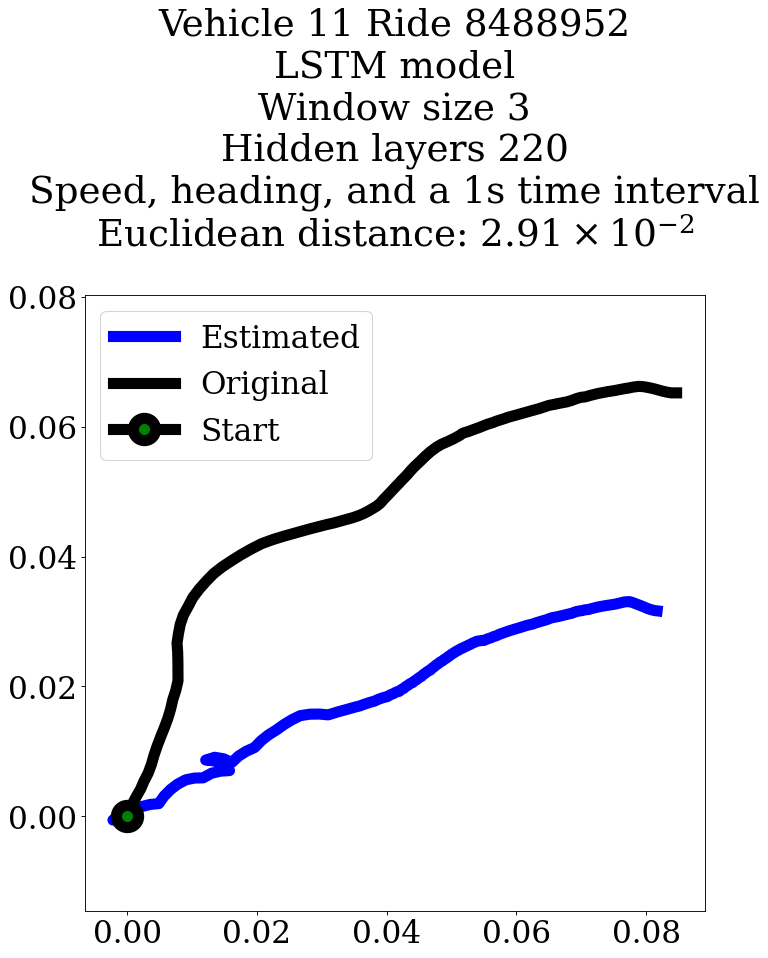 Vehicle 11 Ride 8488952
LSTM model
Window size 3
Hidden layers 220
Speed, heading, and a 1s time interval
Euclidean distance: 2.91 × 10⁻²
Estimated
Original
Start
0.08
0.06
0.04
0.02
0.00
0.00 0.02 0.04 0.06 0.08